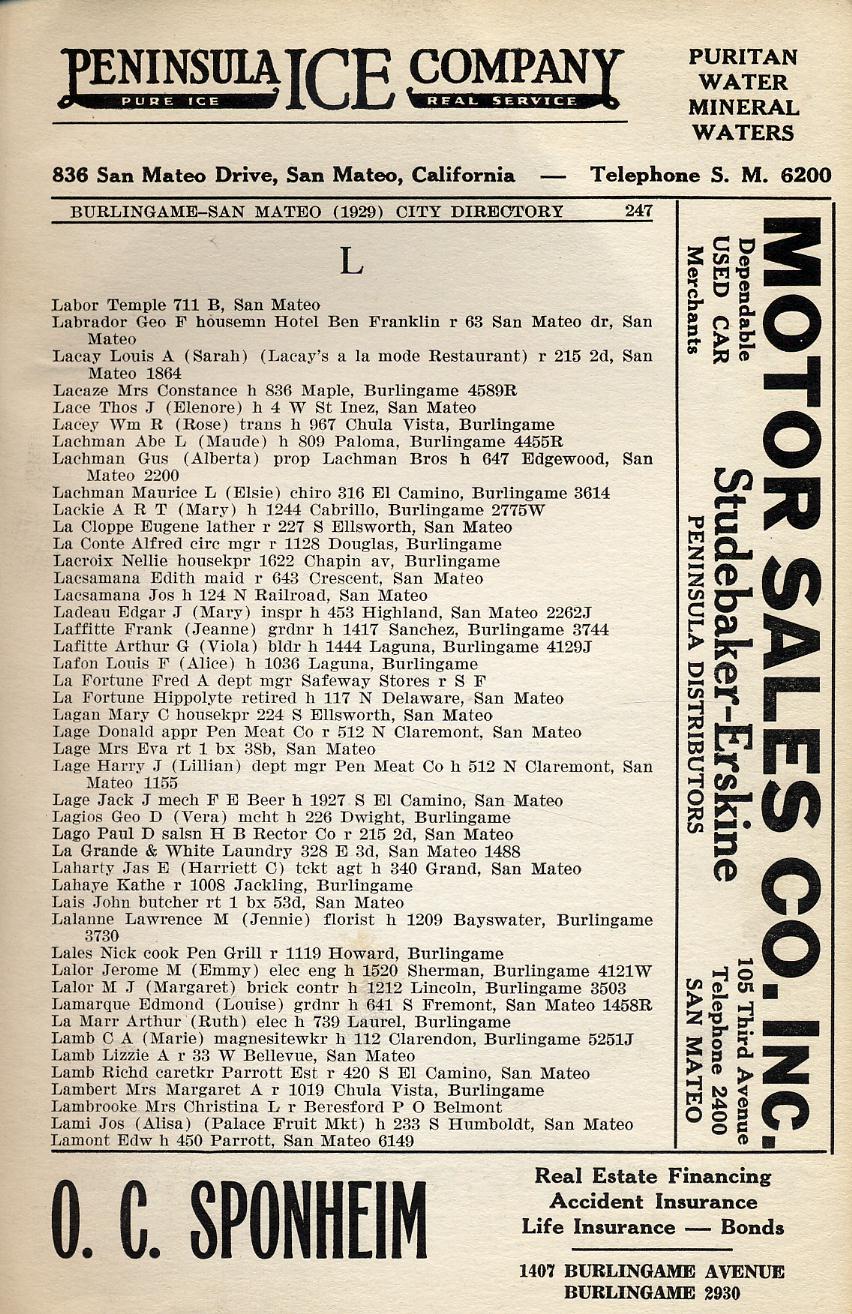 PENINSULA ICE COMPANY
PURE ICE REAL SERVICE
PURITAN
WATER
MINERAL
WATERS
836 San Mateo Drive, San Mateo, California — Telephone S. M. 6200
BURLINGAME–SAN MATEO (1929) CITY DIRECTORY 247
L
Labor Temple 711 B, San Mateo
Labrador Geo F housemn Hotel Ben Franklin r 63 San Mateo dr, San
Mateo
Lacay Louis A (Sarah) (Lacay's a la mode Restaurant) r 215 2d, San
Mateo 1864
Lacaze Mrs Constance h 836 Maple, Burlingame 4589R
Lace Thos J (Elenore) h 4 W St Inez, San Mateo
Lacey Wm R (Rose) trans h 967 Chula Vista, Burlingame
Lachman Abe L (Maude) h 809 Paloma, Burlingame 4455R
Lachman Gus (Alberta) prop Lachman Bros h 647 Edgewood, San
Mateo 2200
Lachman Maurice L (Elsie) chiro 316 El Camino, Burlingame 3614
Lackie A R T (Mary) h 1244 Cabrillo, Burlingame 2775W
La Cloppe Eugene lather r 227 S Ellsworth, San Mateo
La Conte Alfred circ mgr r 1128 Douglas, Burlingame
Lacroix Nellie housekpr 1622 Chapin av, Burlingame
Lacsamana Edith maid r 643 Crescent, San Mateo
Lacsamana Jos h 124 N Railroad, San Mateo
Ladeau Edgar J (Mary) inspr h 453 Highland, San Mateo 2262J
Laffitte Frank (Jeanne) grdnr h 1417 Sanchez, Burlingame 3744
Lafitte Arthur G (Viola) bldr h 1444 Laguna, Burlingame 4129J
Lafon Louis F (Alice) h 1036 Laguna, Burlingame
La Fortune Fred A dept mgr Safeway Stores r S F
La Fortune Hippolyte retired h 117 N Delaware, San Mateo
Lagan Mary C housekpr 224 S Ellsworth, San Mateo
Lage Donald appr Pen Meat Co r 512 N Claremont, San Mateo
Lage Mrs Eva rt 1 bx 38b, San Mateo
Lage Harry J (Lillian) dept mgr Pen Meat Co h 512 N Claremont, San
Mateo 1155
Lage Jack J mech F E Beer h 1927 S El Camino, San Mateo
Lagios Geo D (Vera) mcht h 226 Dwight, Burlingame
Lago Paul D salsn H B Rector Co r 215 2d, San Mateo
La Grande & White Laundry 328 E 3d, San Mateo 1488
Laharty Jas E (Harriett C) tckt agt h 340 Grand, San Mateo
Lahaye Kathe r 1008 Jackling, Burlingame
Lais John butcher rt 1 bx 53d, San Mateo
Lalanne Lawrence M (Jennie) florist h 1209 Bayswater, Burlingame
3730
Lales Nick cook Pen Grill r 1119 Howard, Burlingame
Lalor Jerome M (Emmy) elec eng h 1520 Sherman, Burlingame 4121W
Lalor M J (Margaret) brick contr h 1212 Lincoln, Burlingame 3503
Lamarque Edmond (Louise) grdnr h 641 S Fremont, San Mateo 1458R
La Marr Arthur (Ruth) elec h 739 Laurel, Burlingame
Lamb C A (Marie) magnesitewkr h 112 Clarendon, Burlingame 5251J
Lamb Lizzie A r 33 W Bellevue, San Mateo
Lamb Richd caretkr Parrott Est r 420 S El Camino, San Mateo
Lambert Mrs Margaret A r 1019 Chula Vista, Burlingame
Lambrooke Mrs Christina L r Beresford P O Belmont
Lami Jos (Alisa) (Palace Fruit Mkt) h 233 S Humboldt, San Mateo
Lamont Edw h 450 Parrott, San Mateo 6149
MOTOR SALES CO. INC.
Dependable
USED CAR
Merchants
Studebaker-Erskine
PENINSULA DISTRIBUTORS
105 Third Avenue
Telephone 2400
SAN MATEO
O. C. SPONHEIM
Real Estate Financing
Accident Insurance
Life Insurance — Bonds
1407 BURLINGAME AVENUE
BURLINGAME 2930